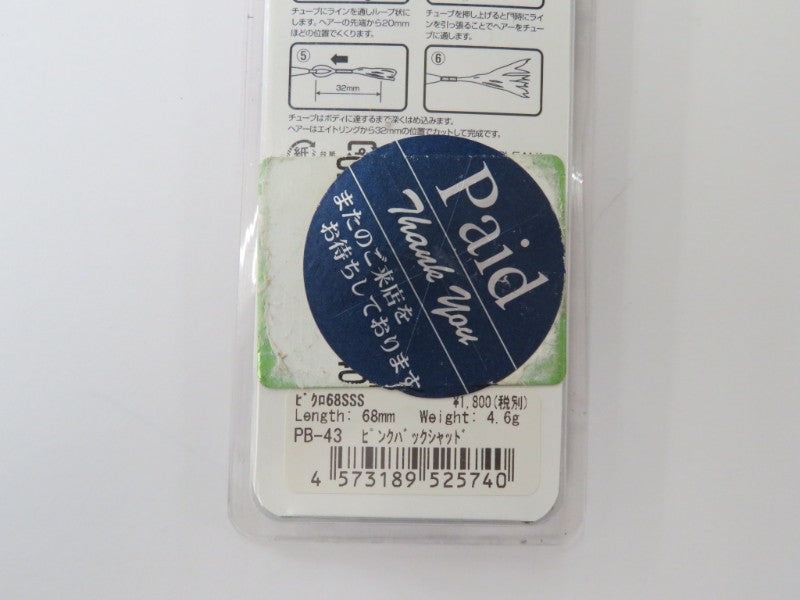 チューブにラインを通しループ状に
します。ヘアーの先端から20mm
ほどの位置でくくります。
チューブを押し上げると同時にライ
ンを引っ張ることでヘアーをチュー
ブに通します。
⑤
32mm
⑥
チューブはボディに達するまで深くはめ込みます。
ヘアーはエイトリングから32mmの位置でカットして完成です。
紙
Paid
Thank You
またのご来店を
お待ちしております
ﾋﾟｸﾛ68SSS ¥1,800(税別)
Length: 68mm Weight: 4.6g
PB-43 ﾋﾟﾝｸﾊﾞｯｸｼｬｯﾄﾞ
4 573189 525740